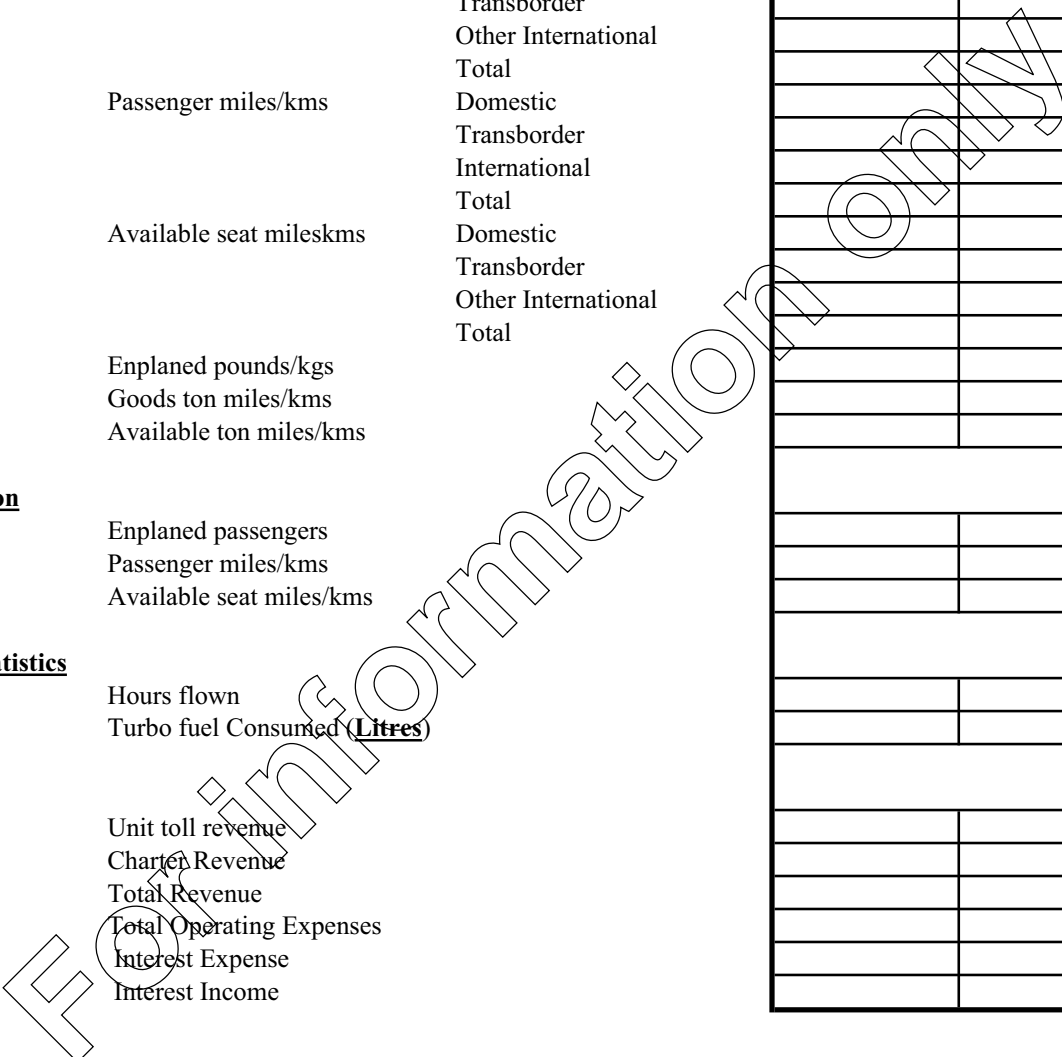 Transborder
Other International
Total
Passenger miles/kms Domestic
Transborder
International
Total
Available seat mileskms Domestic
Transborder
Other International
Total
Enplaned pounds/kgs
Goods ton miles/kms
Available ton miles/kms
on
Enplaned passengers
Passenger miles/kms
Available seat miles/kms
atistics
Hours flown
Turbo fuel Consumed (Litres)
Unit toll revenue
Charter Revenue
Total Revenue
Total Operating Expenses
Interest Expense
Interest Income
For information only